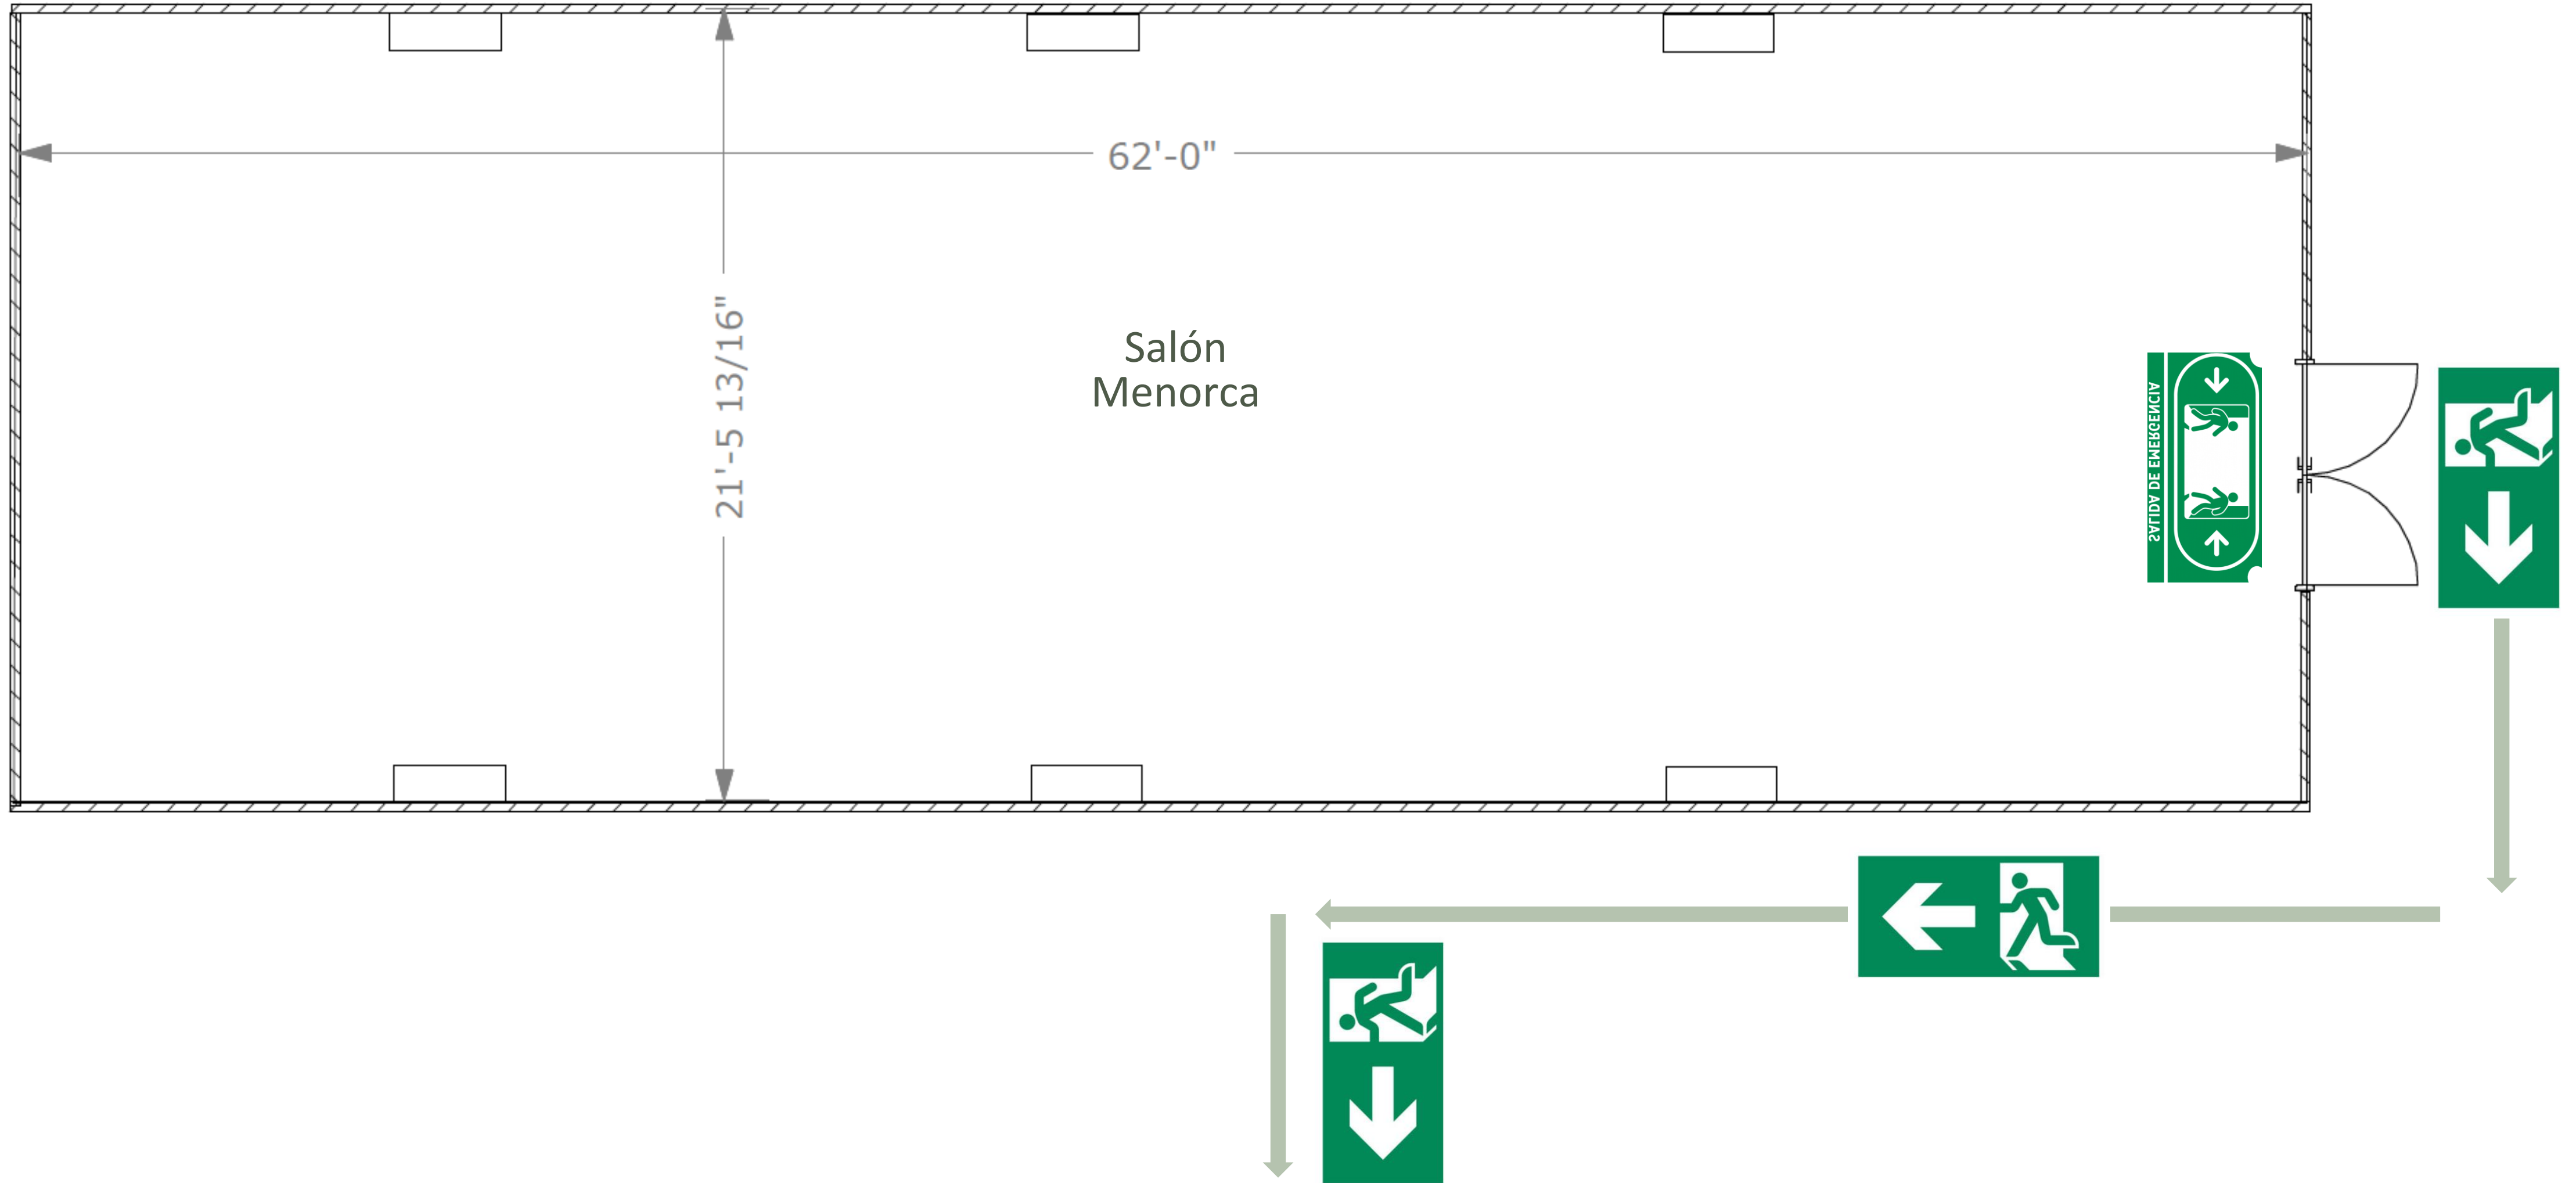 62'-0"
21'-5 13/16"
Salón
Menorca
SALIDA DE EMERGENCIA